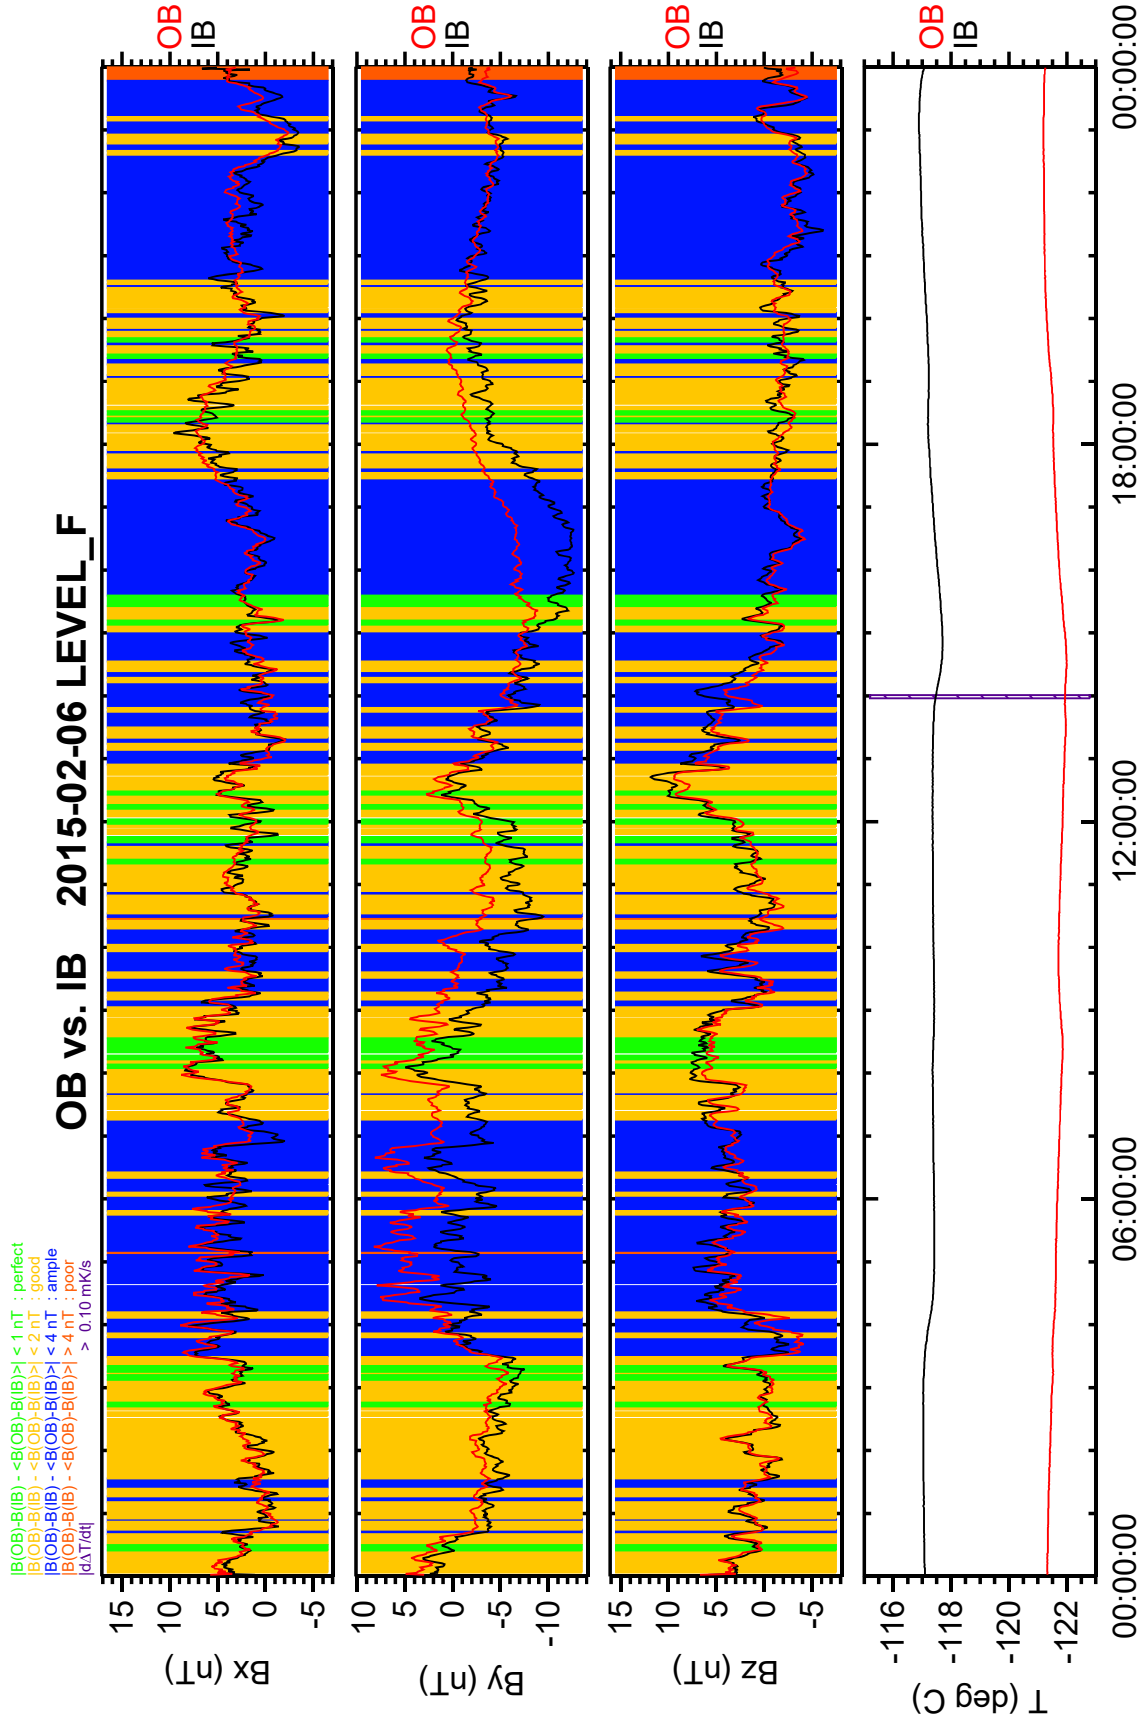 OB vs. IB 2015-02-06 LEVEL_F
|B(OB)-B(IB) - <B(OB)-B(IB)>| < 1 nT : perfect
|B(OB)-B(IB) - <B(OB)-B(IB)>| < 2 nT : good
|B(OB)-B(IB) - <B(OB)-B(IB)>| < 4 nT : ample
|B(OB)-B(IB) - <B(OB)-B(IB)>| > 4 nT : poor
|dΔT/dt| > 0.10 mK/s
Bx (nT)
15
10
5
0
-5
OB
IB
By (nT)
10
5
0
-5
-10
OB
IB
Bz (nT)
15
10
5
0
-5
OB
IB
T (deg C)
-116
-118
-120
-122
OB
IB
00:00:00
06:00:00
12:00:00
18:00:00
00:00:00